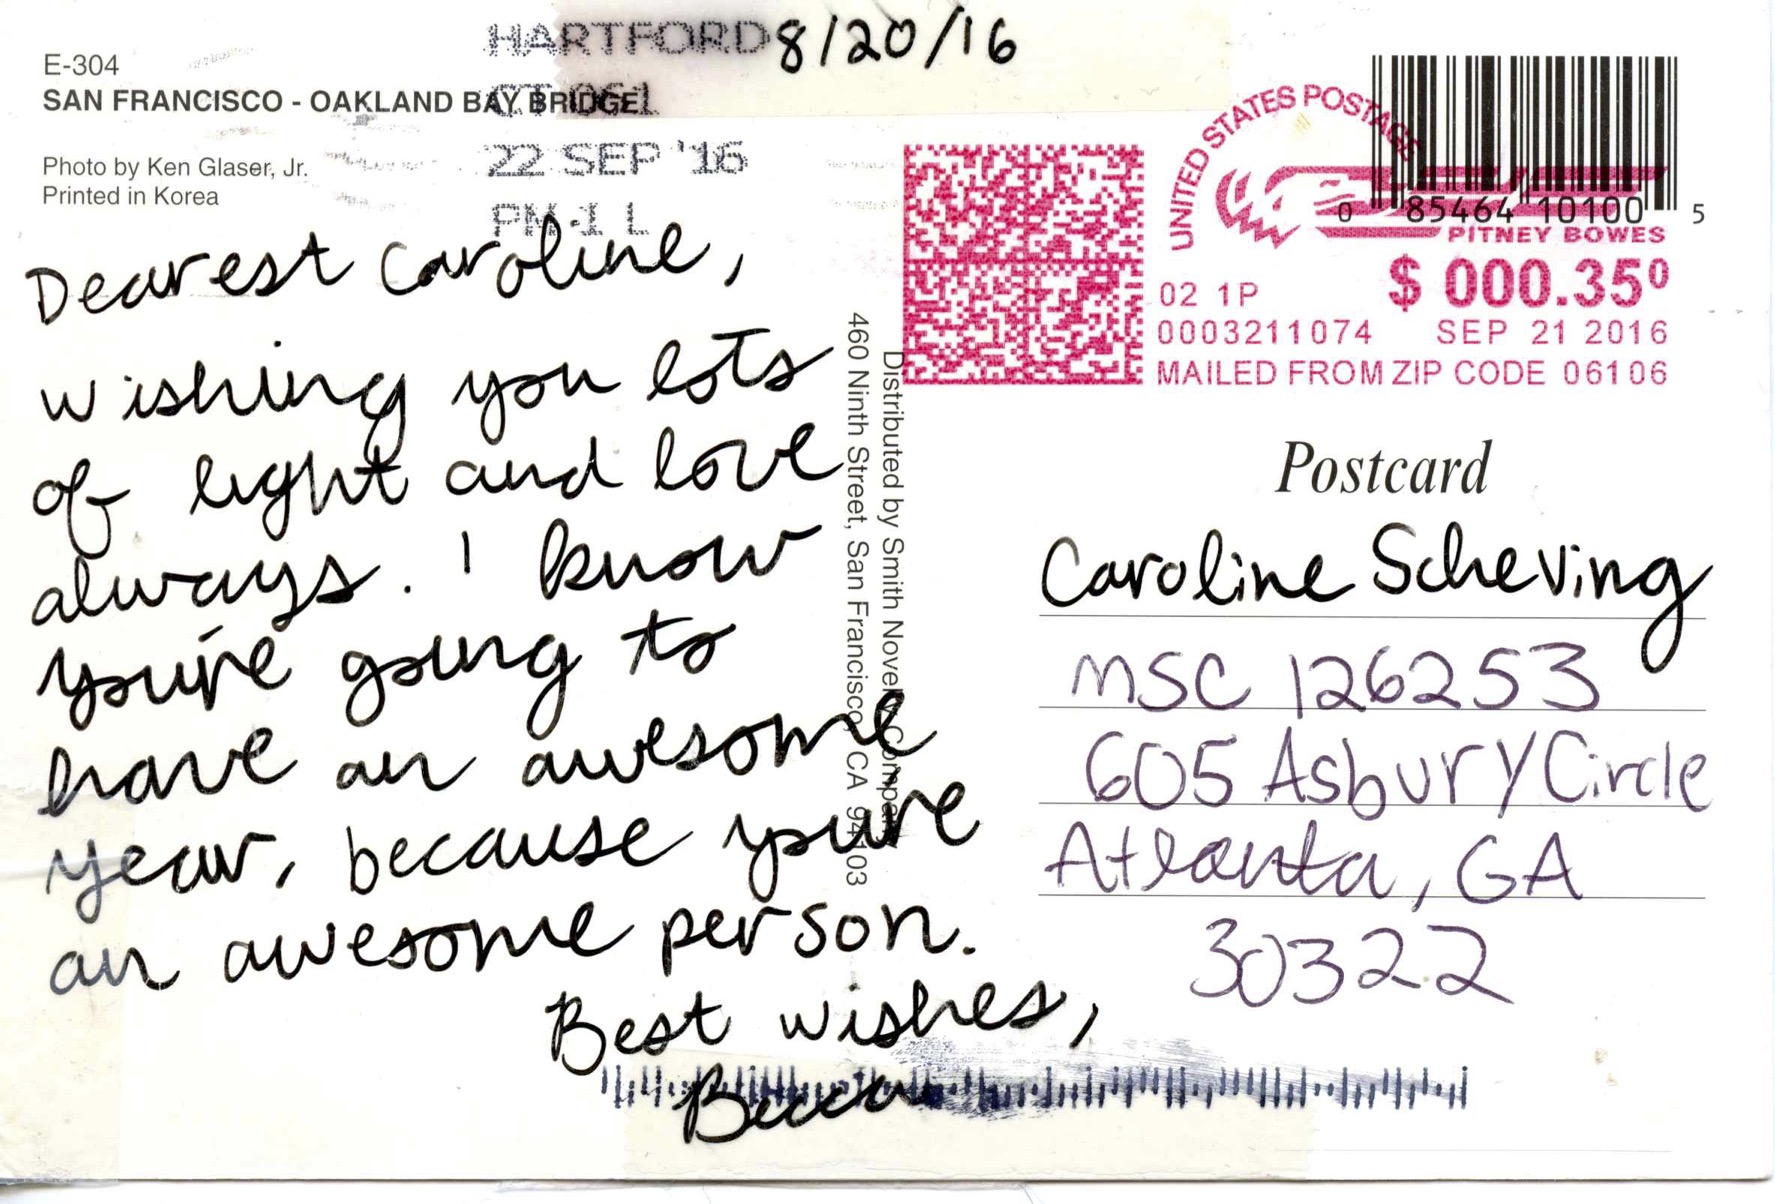 HARTFORD
CT 061
22 SEP '16
PM 1 L
8/20/16
E-304
SAN FRANCISCO - OAKLAND BAY BRIDGE
Photo by Ken Glaser, Jr.
Printed in Korea
Dearest Caroline,
wishing you lots
of light and love
always. I know
you're going to
have an awesome
year, because you're
an awesome person.
Best wishes,
Becca
Distributed by Smith Novelty Company
460 Ninth Street, San Francisco, CA 94103
UNITED STATES POSTAGE
0 85464 10100 5
PITNEY BOWES
02 1P $ 000.35⁰
0003211074 SEP 21 2016
MAILED FROM ZIP CODE 06106
Postcard
Caroline Scheving
MSC 126253
605 Asbury Circle
Atlanta, GA
30322